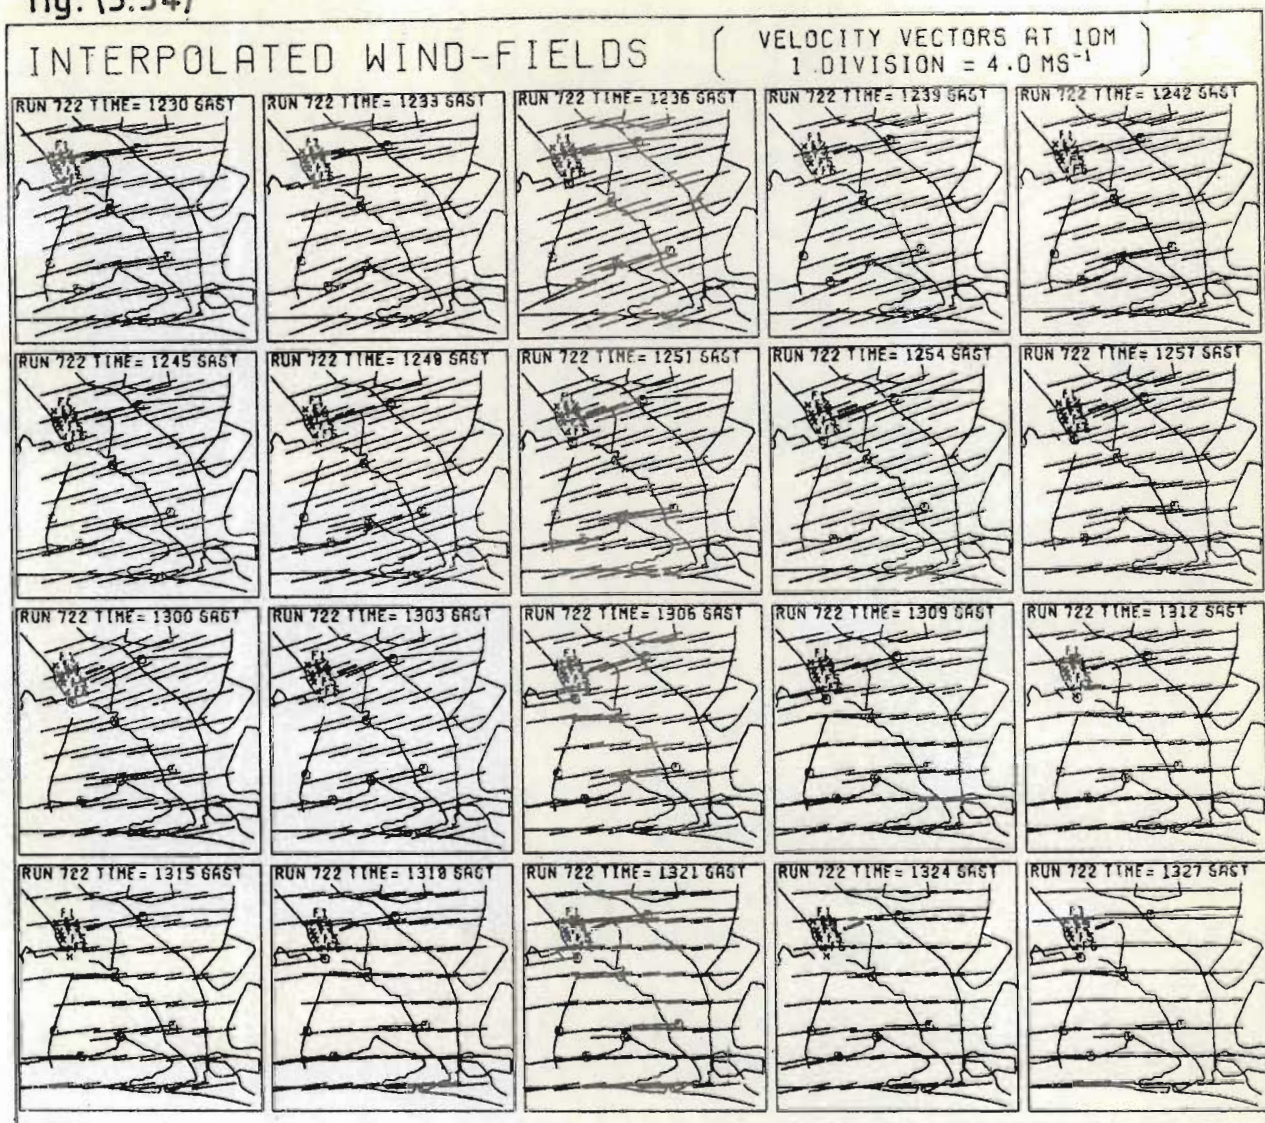 INTERPOLATED WIND-FIELDS
VELOCITY VECTORS AT 10M
1 DIVISION = 4.0 MS⁻¹
RUN 722 TIME= 1230 SAST
RUN 722 TIME= 1233 SAST
RUN 722 TIME= 1236 SAST
RUN 722 TIME= 1239 SAST
RUN 722 TIME= 1242 SAST
RUN 722 TIME= 1245 SAST
RUN 722 TIME= 1248 SAST
RUN 722 TIME= 1251 SAST
RUN 722 TIME= 1254 SAST
RUN 722 TIME= 1257 SAST
RUN 722 TIME= 1300 SAST
RUN 722 TIME= 1303 SAST
RUN 722 TIME= 1306 SAST
RUN 722 TIME= 1309 SAST
RUN 722 TIME= 1312 SAST
RUN 722 TIME= 1315 SAST
RUN 722 TIME= 1318 SAST
RUN 722 TIME= 1321 SAST
RUN 722 TIME= 1324 SAST
RUN 722 TIME= 1327 SAST